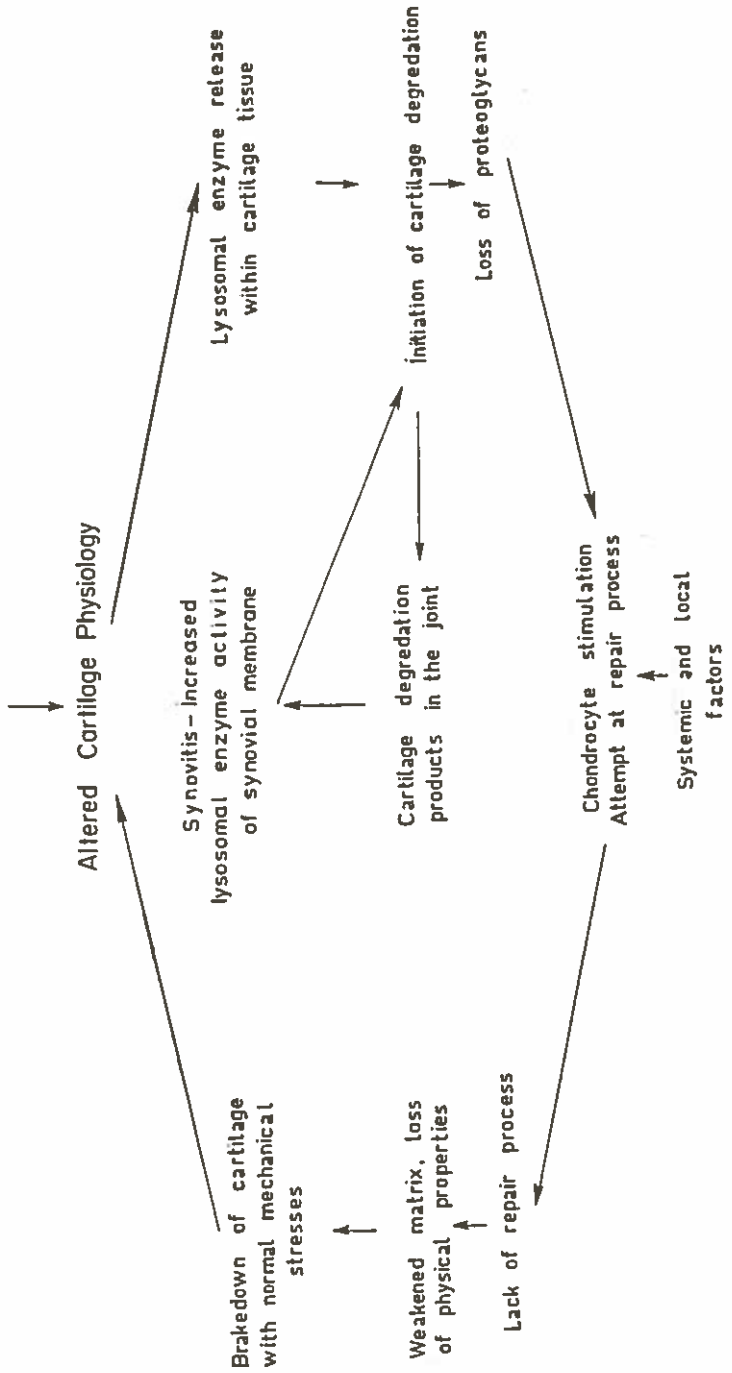 Altered Cartilage Physiology
Brakedown of cartilage
with normal mechanical
stresses
Synovitis - Increased
lysosomal enzyme activity
of synovial membrane
Lysosomal enzyme release
within cartilage tissue
Weakened matrix, loss
of physical properties
Cartilage degredation
products in the joint
initiation of cartilage degredation
Lack of repair process
Loss of proteoglycans
Chondrocyte stimulation
Attempt at repair process
Systemic and local
factors